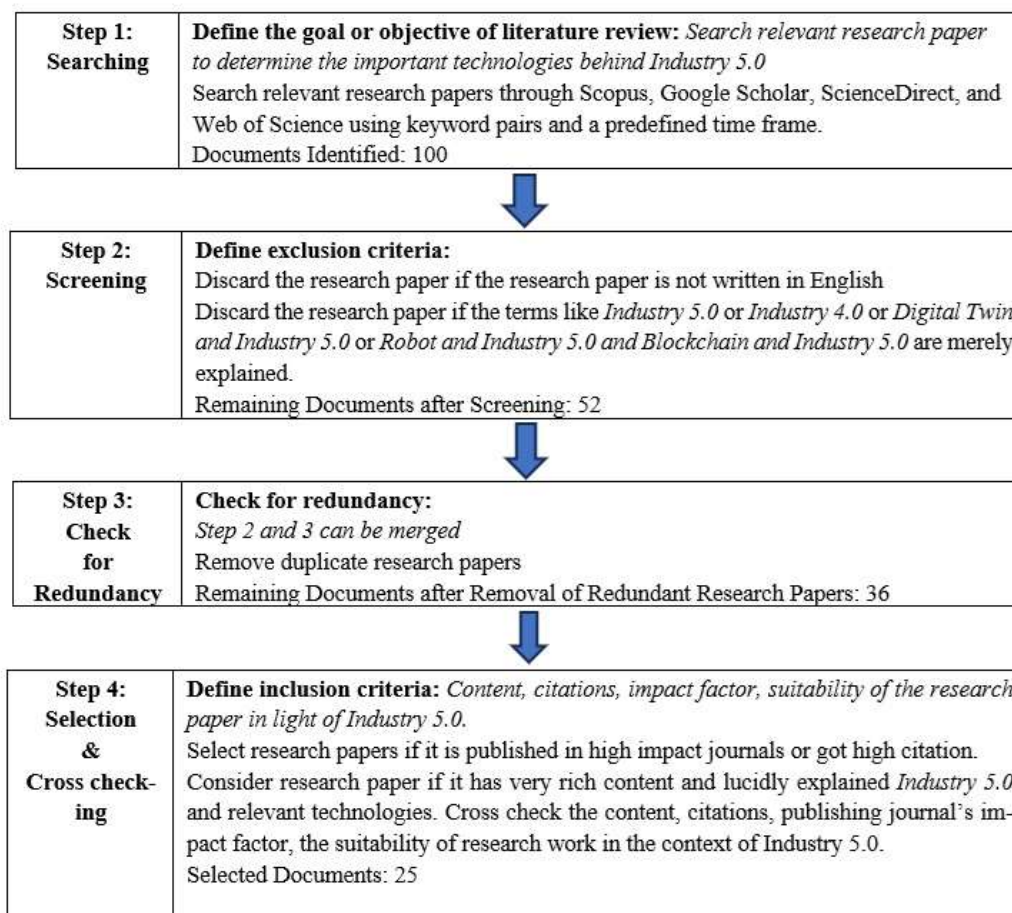 Step 1:
Searching
Define the goal or objective of literature review: Search relevant research paper
to determine the important technologies behind Industry 5.0
Search relevant research papers through Scopus, Google Scholar, ScienceDirect, and
Web of Science using keyword pairs and a predefined time frame.
Documents Identified: 100
Step 2:
Screening
Define exclusion criteria:
Discard the research paper if the research paper is not written in English
Discard the research paper if the terms like Industry 5.0 or Industry 4.0 or Digital Twin
and Industry 5.0 or Robot and Industry 5.0 and Blockchain and Industry 5.0 are merely
explained.
Remaining Documents after Screening: 52
Step 3:
Check
for
Redundancy
Check for redundancy:
Step 2 and 3 can be merged
Remove duplicate research papers
Remaining Documents after Removal of Redundant Research Papers: 36
Step 4:
Selection
&
Cross check-
ing
Define inclusion criteria: Content, citations, impact factor, suitability of the research
paper in light of Industry 5.0.
Select research papers if it is published in high impact journals or got high citation.
Consider research paper if it has very rich content and lucidly explained Industry 5.0
and relevant technologies. Cross check the content, citations, publishing journal's im-
pact factor, the suitability of research work in the context of Industry 5.0.
Selected Documents: 25